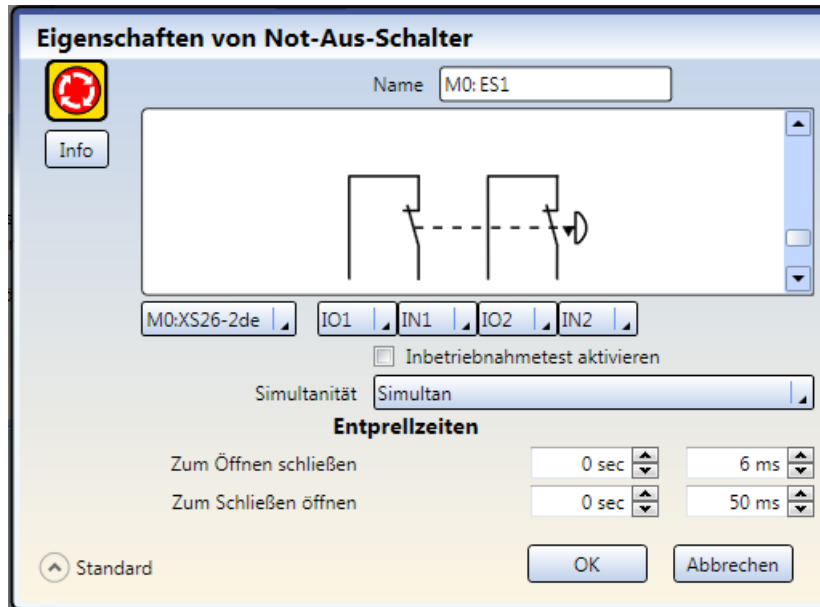 Eigenschaften von Not-Aus-Schalter
Name M0: ES1
Info
M0:XS26-2de IO1 IN1 IO2 IN2
Inbetriebnahmetest aktivieren
Simultanität Simultan
Entprellzeiten
Zum Öffnen schließen 0 sec 6 ms
Zum Schließen öffnen 0 sec 50 ms
Standard OK Abbrechen